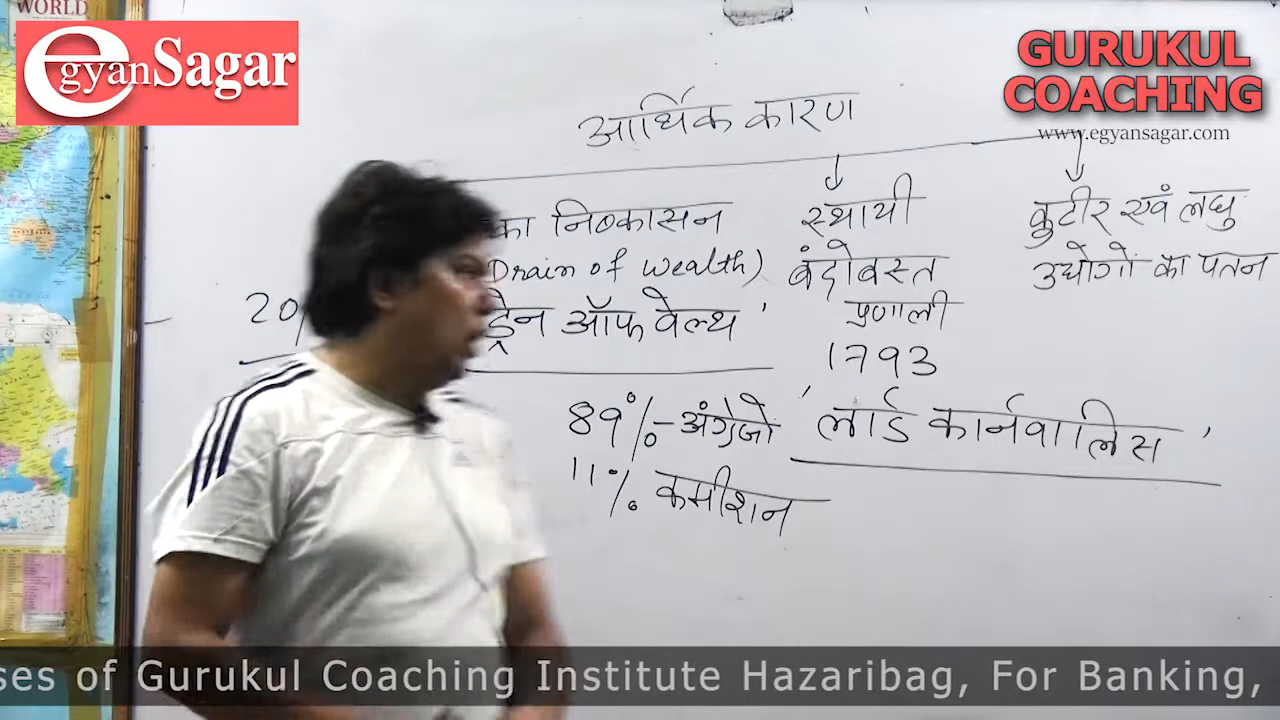 WORLD
egyanSagar
GURUKUL
COACHING
www.egyansagar.com
आर्थिक कारण
का निष्कासन
Drain of Wealth)
ड्रेन ऑफ वेल्थ '
20
स्थायी
बंदोबस्त
प्रणाली
1793
' लार्ड कार्नवालिस '
कुटीर एवं लघु
उद्योगों का पतन
89% - अंग्रेजो
11% कमीशन
ses of Gurukul Coaching Institute Hazaribag, For Banking,